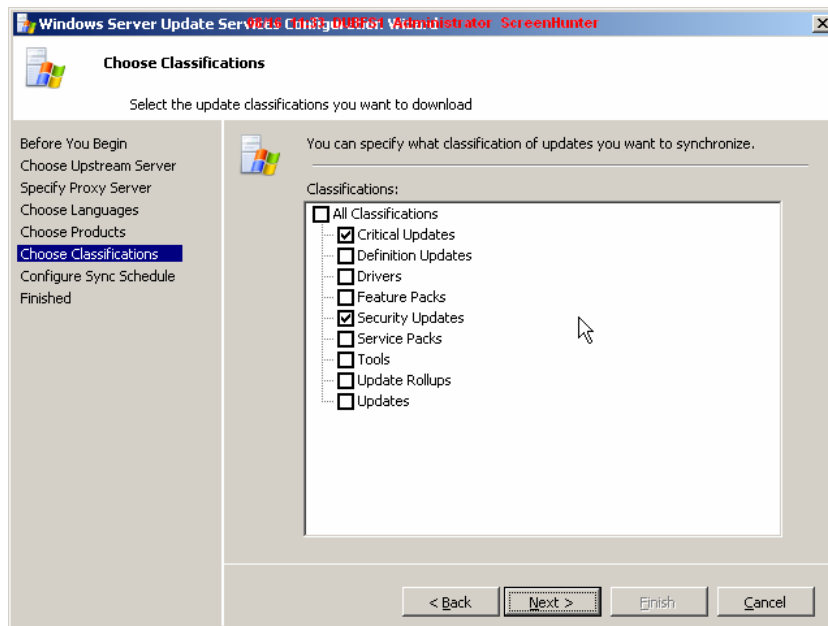 Windows Server Update Services Configuration Wizard
Administrator ScreenHunter
Choose Classifications
Select the update classifications you want to download
Before You Begin
Choose Upstream Server
Specify Proxy Server
Choose Languages
Choose Products
Choose Classifications
Configure Sync Schedule
Finished
You can specify what classification of updates you want to synchronize.
Classifications:
All Classifications
Critical Updates
Definition Updates
Drivers
Feature Packs
Security Updates
Service Packs
Tools
Update Rollups
Updates
< Back
Next >
Finish
Cancel